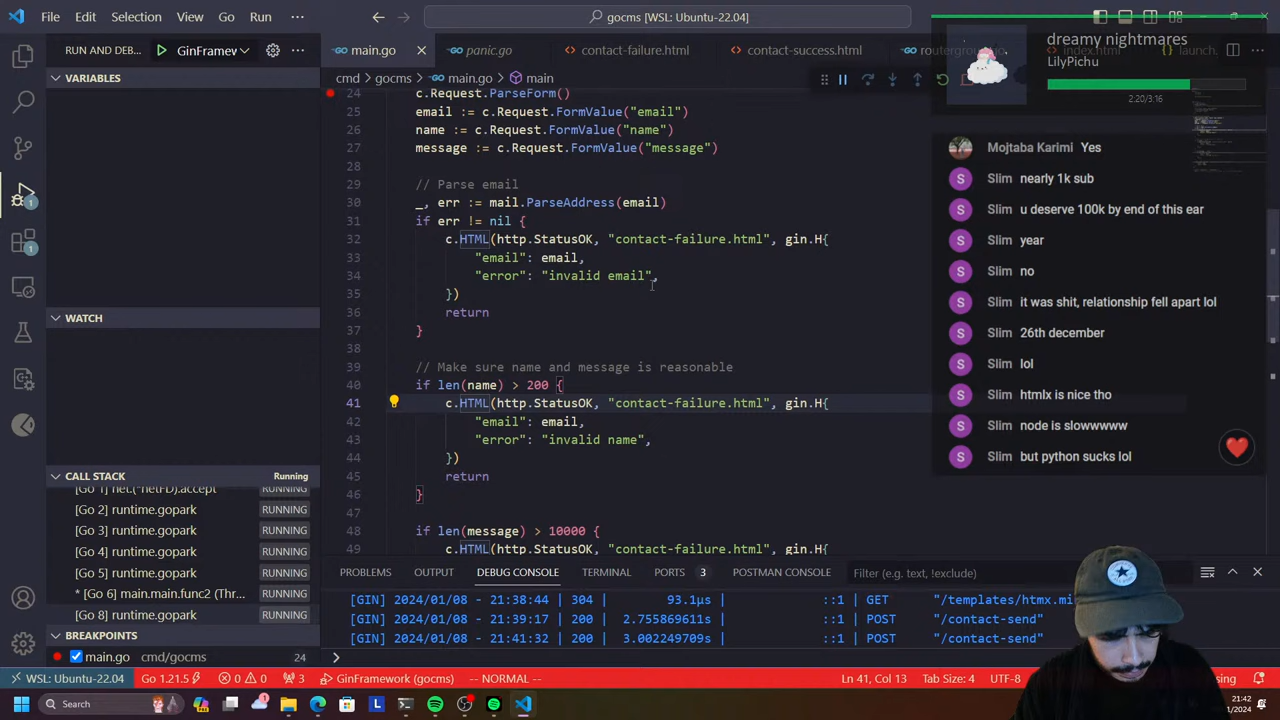 File Edit Selection View Go Run ···
gocms [WSL: Ubuntu-22.04]
RUN AND DEB...
GinFramev
main.go
panic.go
contact-failure.html
contact-success.html
index.html
launch.
dreamy nightmares
LilyPichu
2:20/3:16
VARIABLES
cmd > gocms > main.go > main
24 c.Request.ParseForm()
25 email := c.Request.FormValue("email")
26 name := c.Request.FormValue("name")
27 message := c.Request.FormValue("message")
28
29 // Parse email
30 _, err := mail.ParseAddress(email)
31 if err != nil {
32 c.HTML(http.StatusOK, "contact-failure.html", gin.H{
33 "email": email,
34 "error": "invalid email",
35 })
36 return
37 }
38
39 // Make sure name and message is reasonable
40 if len(name) > 200 {
41 c.HTML(http.StatusOK, "contact-failure.html", gin.H{
42 "email": email,
43 "error": "invalid name",
44 })
45 return
46 }
47
48 if len(message) > 10000 {
49 c.HTML(http.StatusOK, "contact-failure.html", gin.H{
Mojtaba Karimi Yes
S Slim nearly 1k sub
S Slim u deserve 100k by end of this ear
S Slim year
S Slim no
S Slim it was shit, relationship fell apart lol
S Slim 26th december
S Slim lol
S Slim htmlx is nice tho
S Slim node is slowwwww
S Slim but python sucks lol
WATCH
CALL STACK Running
[Go 1] net.(*netFD).accept RUNNING
[Go 2] runtime.gopark RUNNING
[Go 3] runtime.gopark RUNNING
[Go 4] runtime.gopark RUNNING
[Go 5] runtime.gopark RUNNING
* [Go 6] main.main.func2 (Thr... RUNNING
[Go 8] runtime.gopark RUNNING
BREAKPOINTS
main.go cmd/gocms 24
PROBLEMS OUTPUT DEBUG CONSOLE TERMINAL PORTS 3 POSTMAN CONSOLE
Filter (e.g. text, !exclude)
[GIN] 2024/01/08 - 21:38:44 | 304 | 93.1µs | ::1 | GET "/templates/htmx.mi
[GIN] 2024/01/08 - 21:39:17 | 200 | 2.755869611s | ::1 | POST "/contact-send"
[GIN] 2024/01/08 - 21:41:32 | 200 | 3.002249709s | ::1 | POST "/contact-send"
WSL: Ubuntu-22.04 Go 1.21.5 0 0 3 GinFramework (gocms) -- NORMAL -- Ln 41, Col 13 Tab Size: 4 UTF-8
Search
21:42